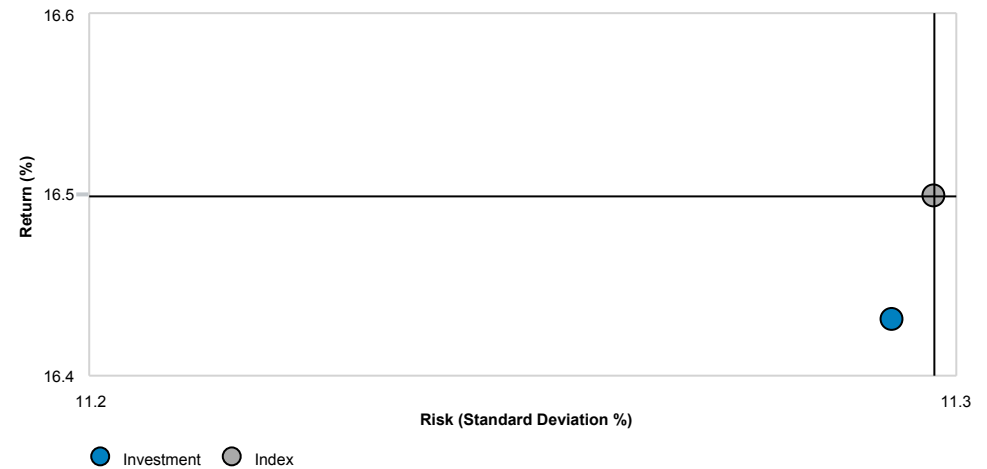 16.6
Return (%)
16.5
16.4
11.2
11.3
Risk (Standard Deviation %)
Investment
Index